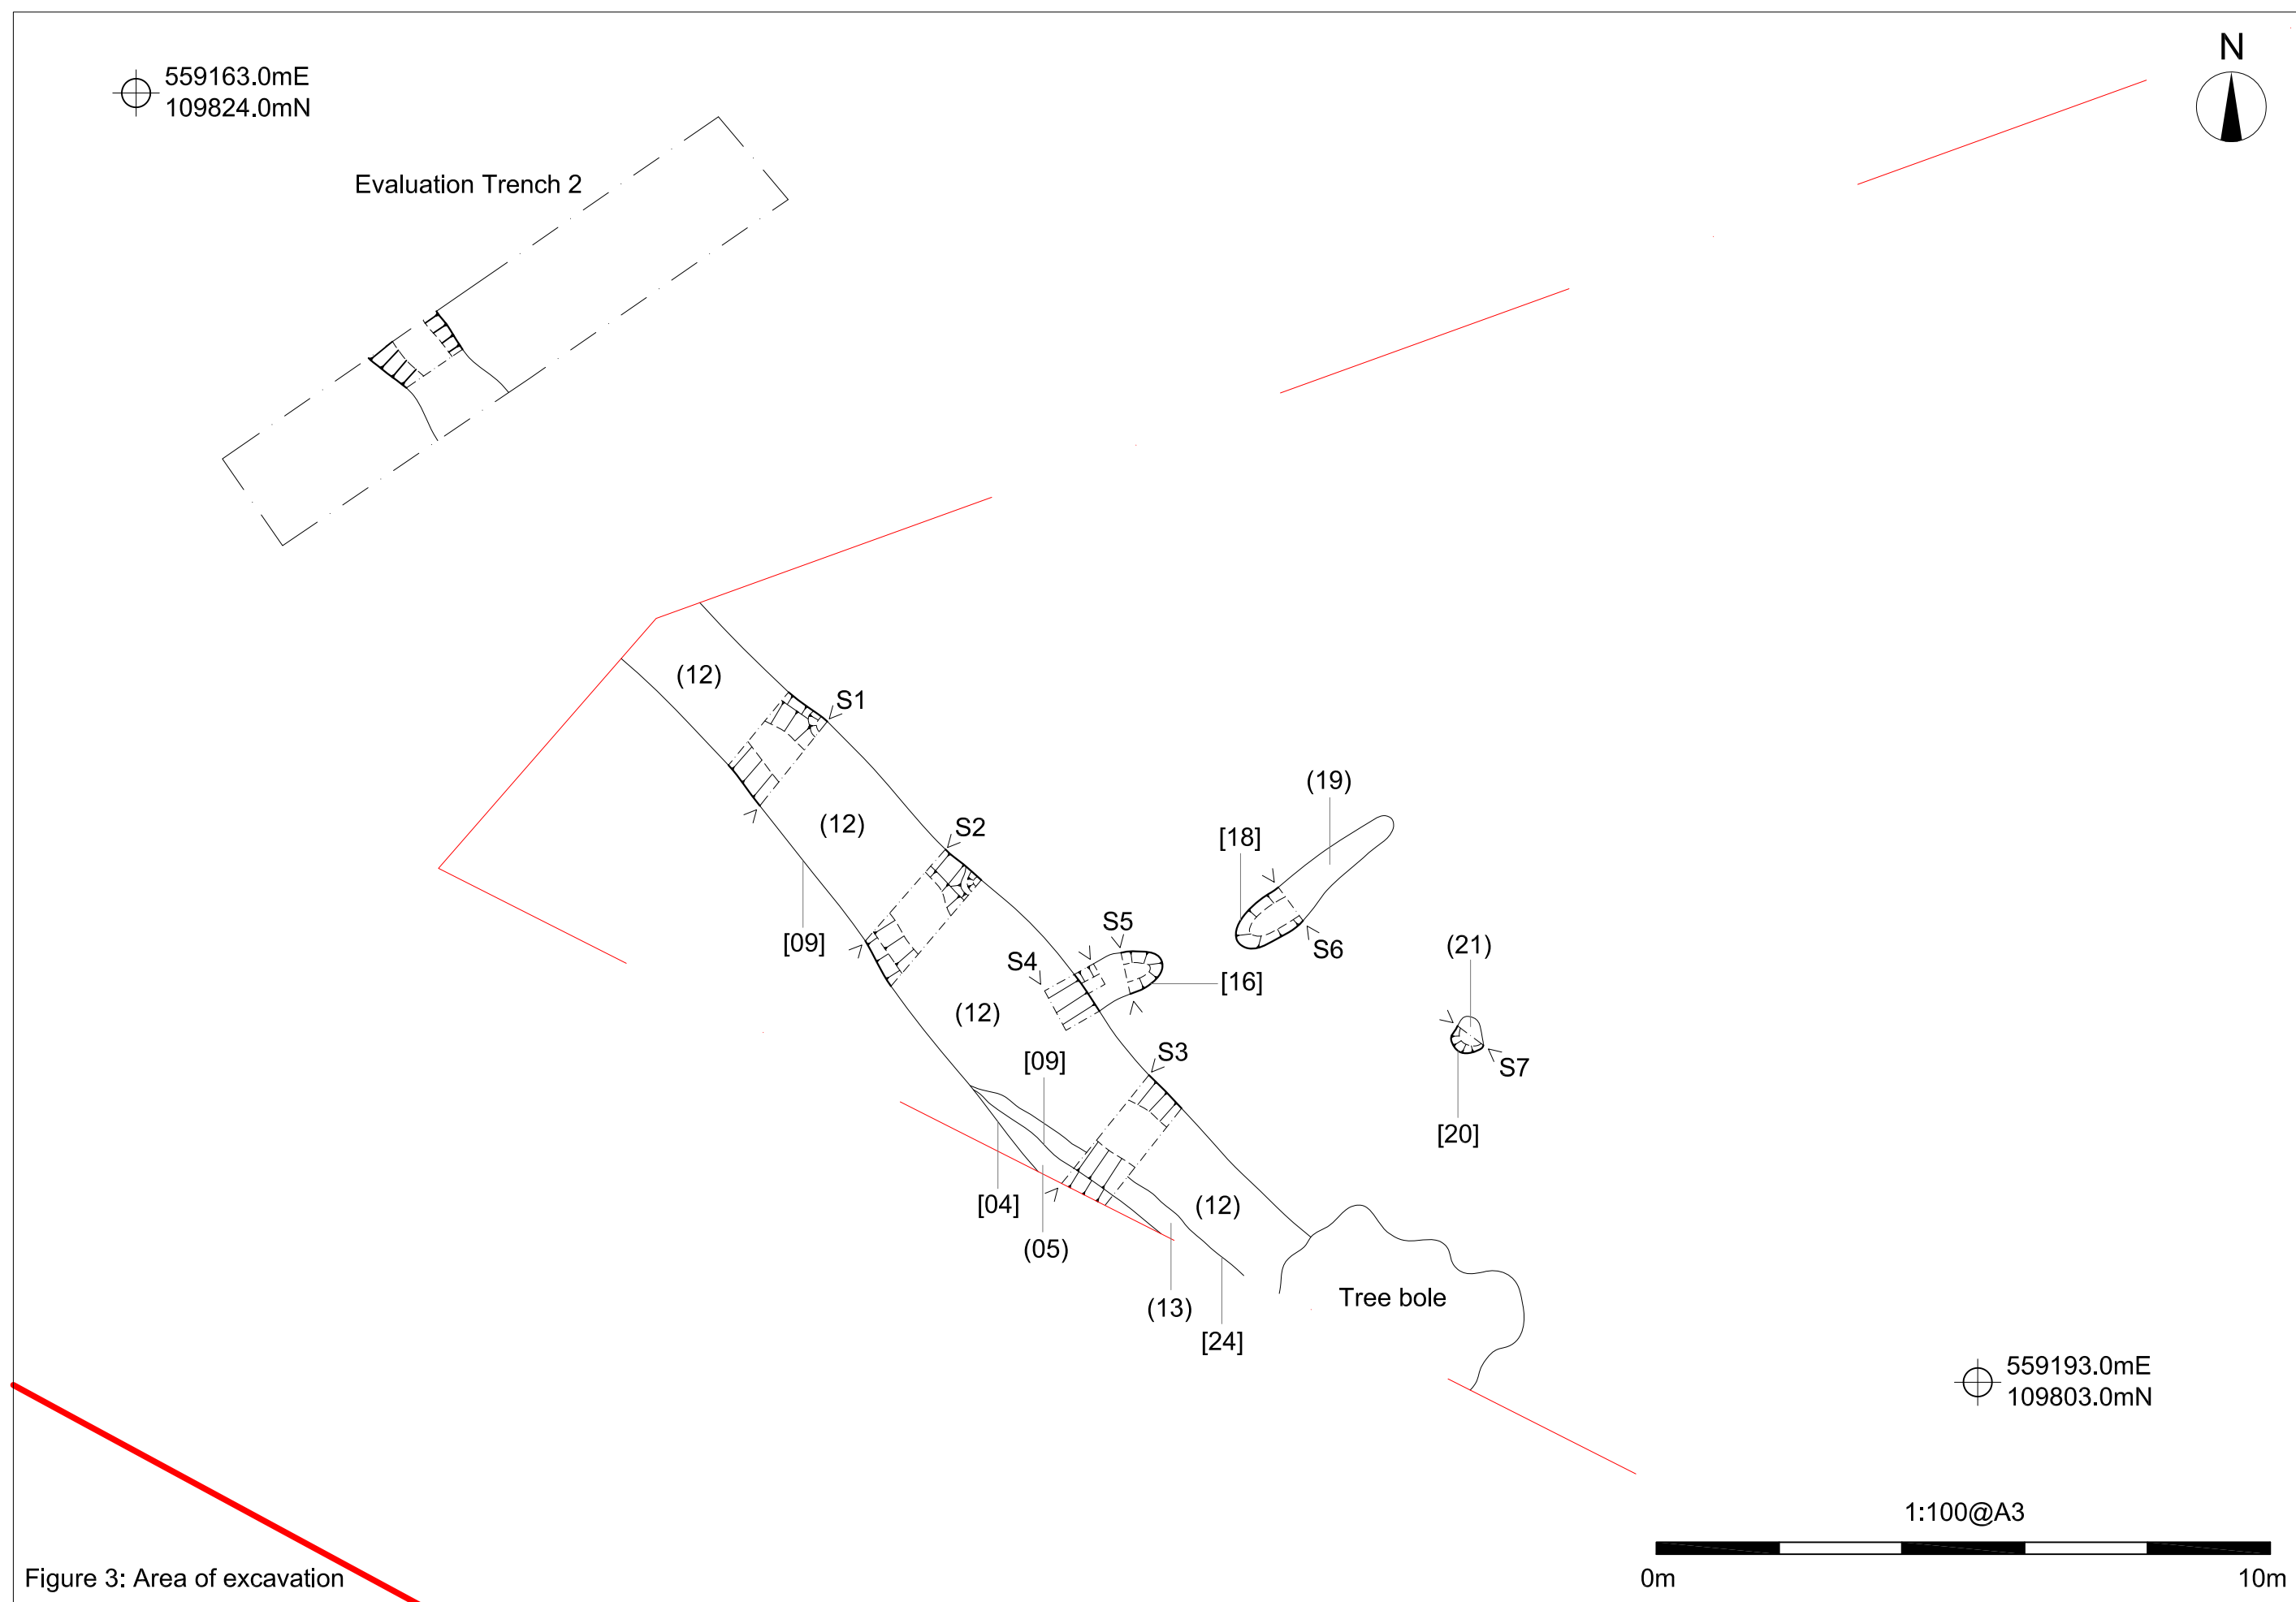 N
559163.0mE
109824.0mN
Evaluation Trench 2
(12)
S1
(19)
(12)
S2
[18]
S5
[09]
S6
(21)
S4
[16]
(12)
[09]
S3
S7
[20]
[04]
(12)
(05)
Tree bole
(13)
[24]
559193.0mE
109803.0mN
1:100@A3
Figure 3: Area of excavation
0m
10m